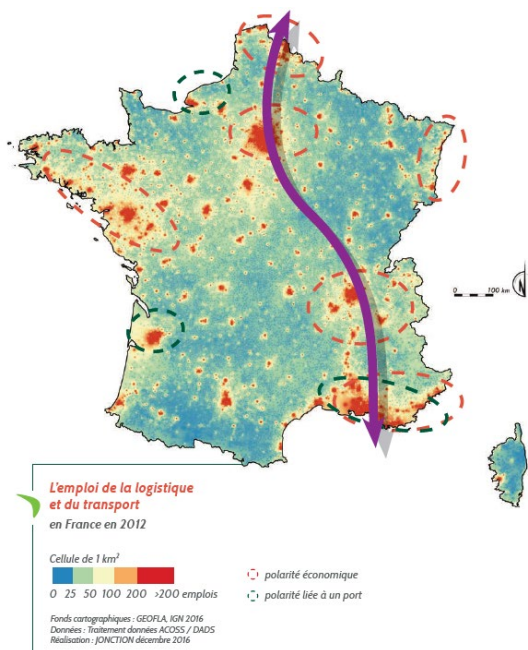 0 100 km
N
L'emploi de la logistique
et du transport
en France en 2012
Cellule de 1 km²
0 25 50 100 200 >200 emplois
polarité économique
polarité liée à un port
Fonds cartographiques : GEOFLA, IGN 2016
Données : Traitement données ACOSS / DADS
Réalisation : JONCTION décembre 2016